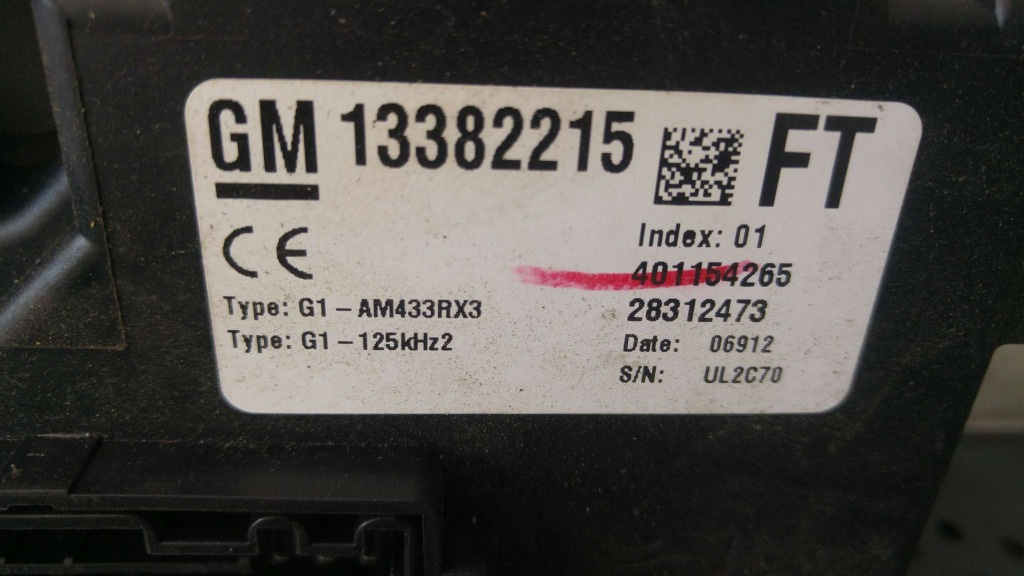 GM 13382215 FT
CE
Index: 01
401154265
Type: G1-AM433RX3
28312473
Type: G1-125kHz2
Date: 06912
S/N: UL2C70